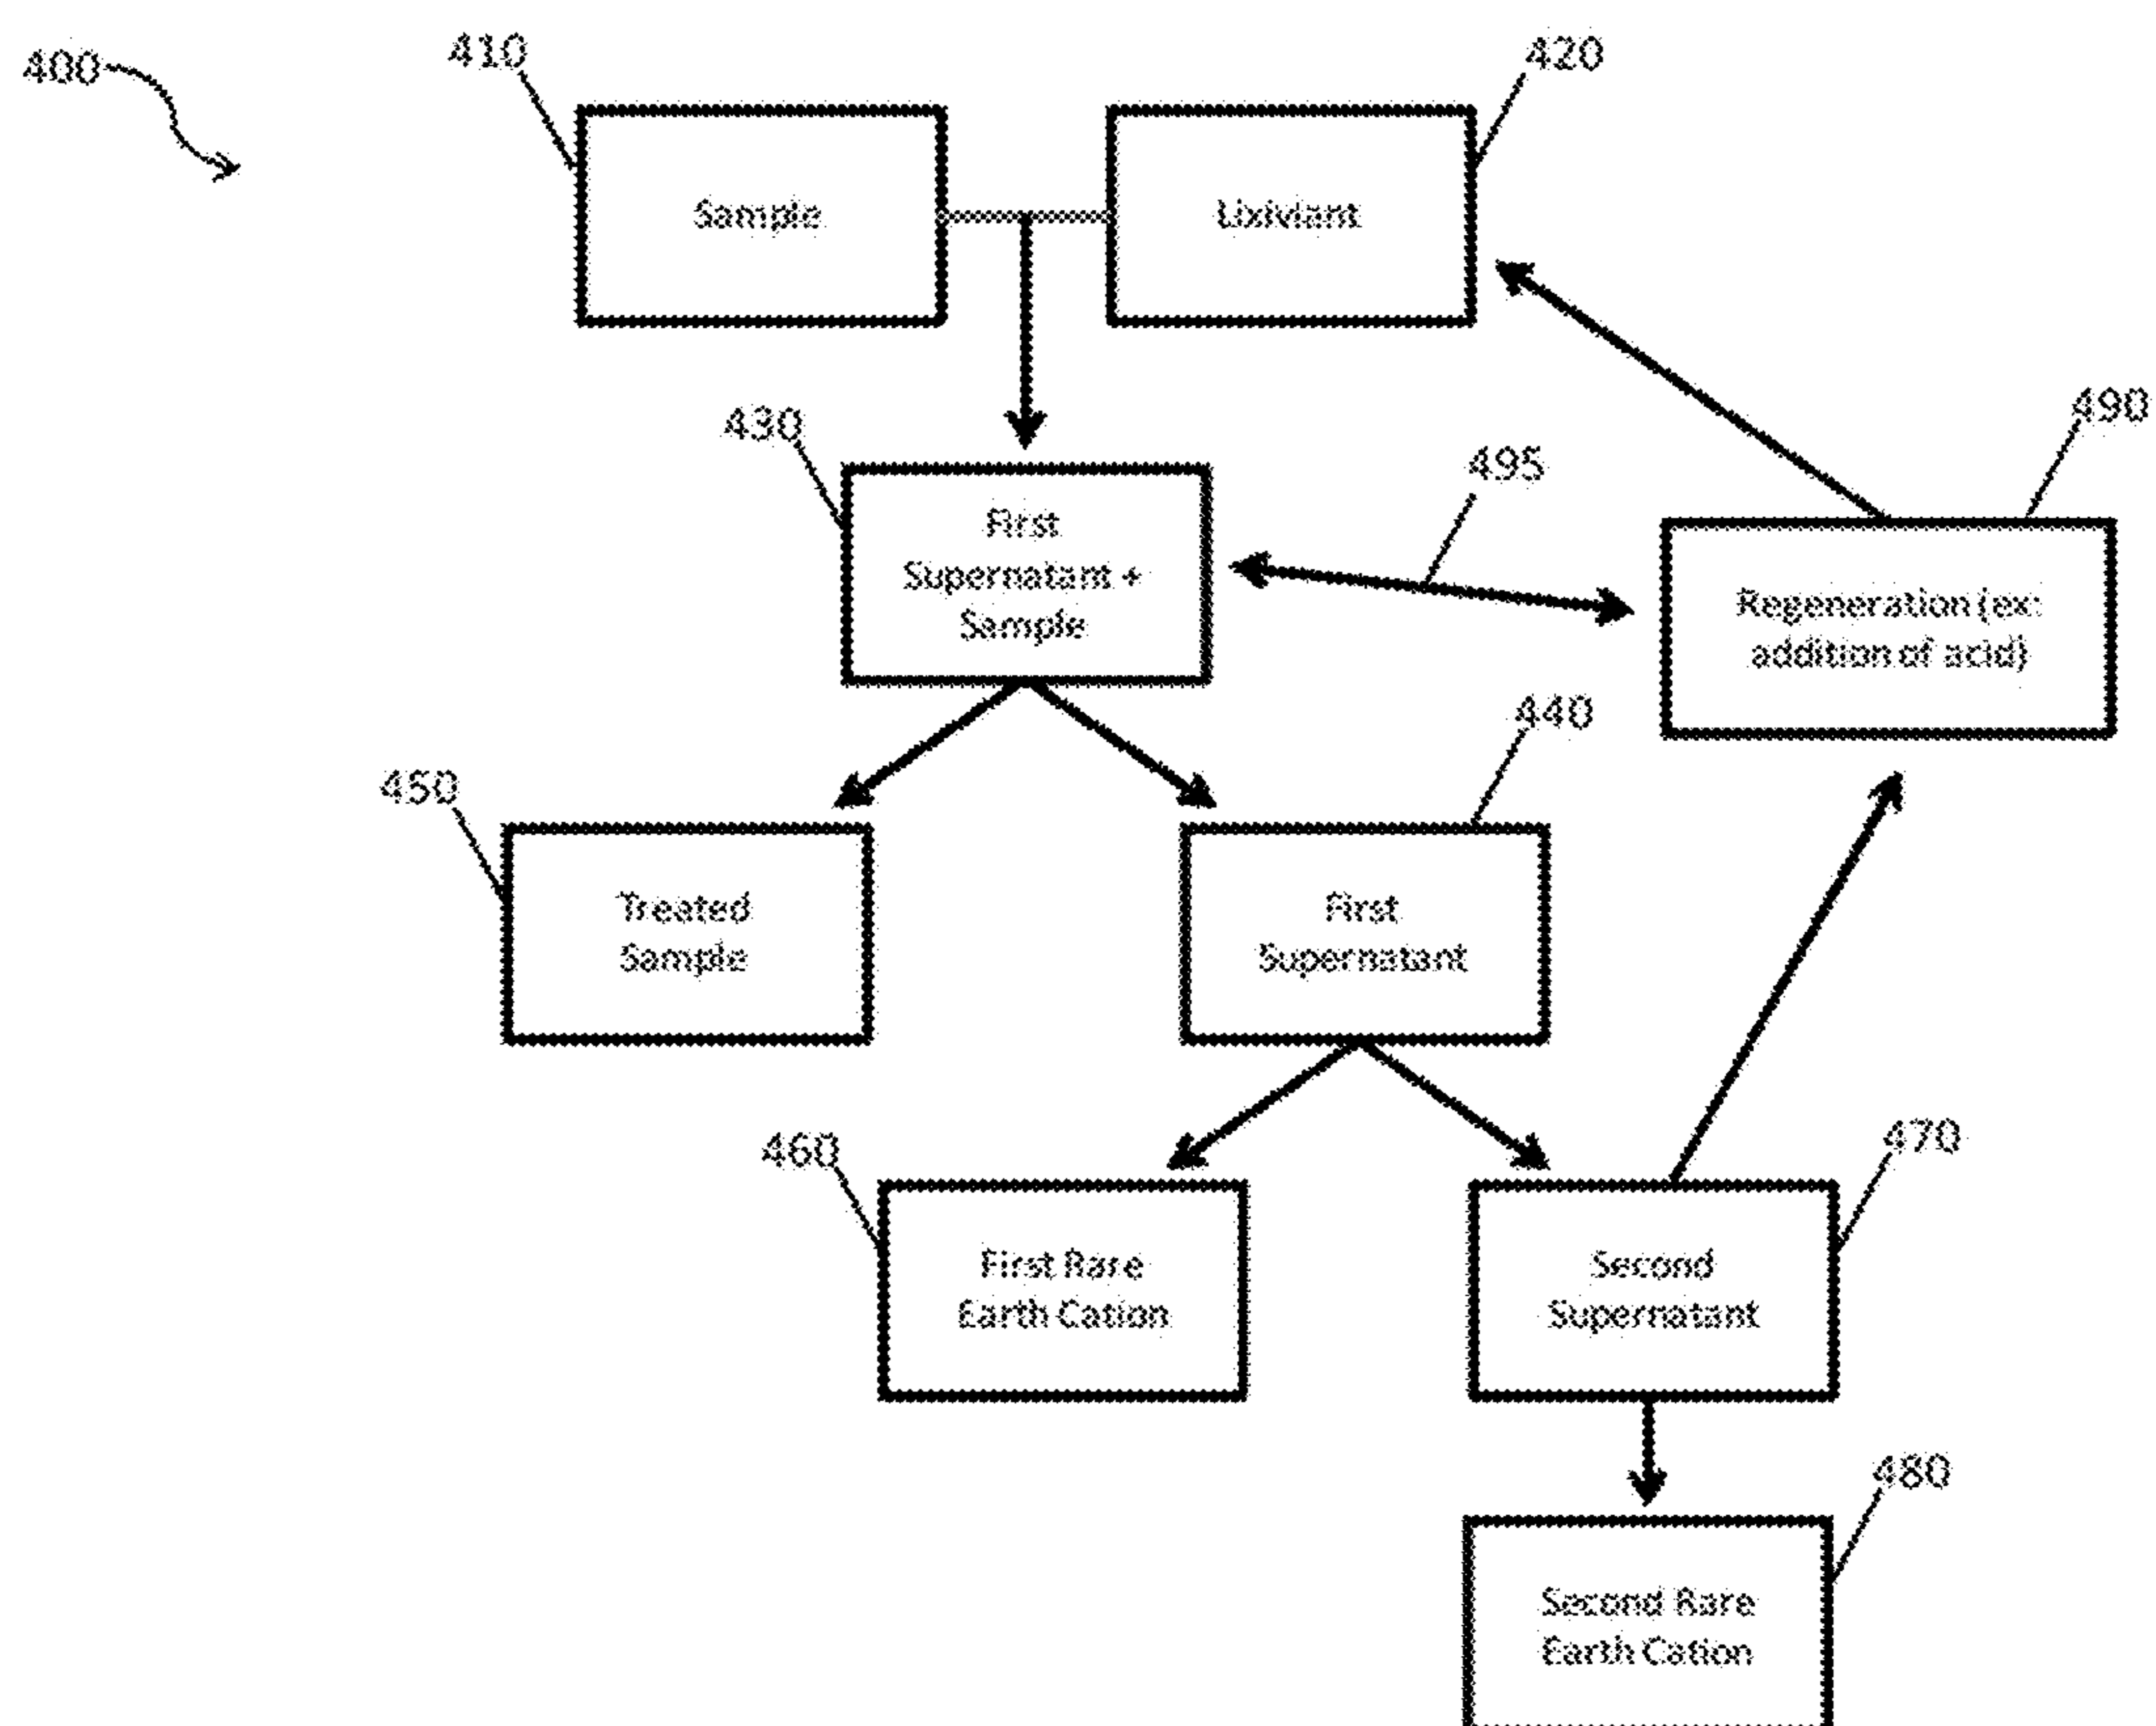 400
410
420
Sample
Lixiviant
430
495
490
First
Supernatant +
Sample
Regeneration (ex:
addition of acid)
450
440
Treated
Sample
First
Supernatant
460
470
First Rare
Earth Cation
Second
Supernatant
480
Second Rare
Earth Cation